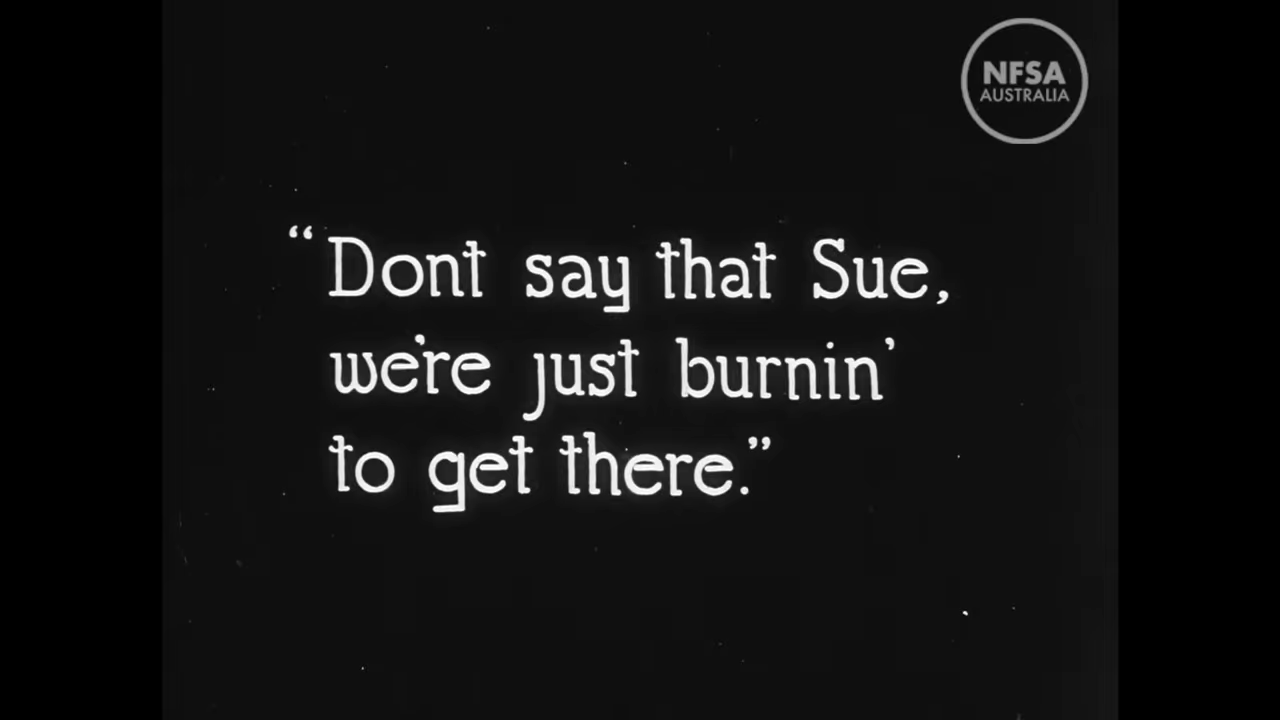 NFSA
AUSTRALIA
“Dont say that Sue,
we're just burnin’
to get there.”